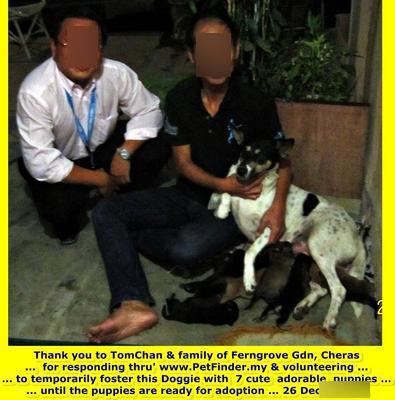 Thank you to TomChan & family of Ferngrove Gdn, Cheras
... for responding thru' www.PetFinder.my & volunteering ...
... to temporarily foster this Doggie with 7 cute adorable puppies ...
... until the puppies are ready for adoption ... 26 Dec
2